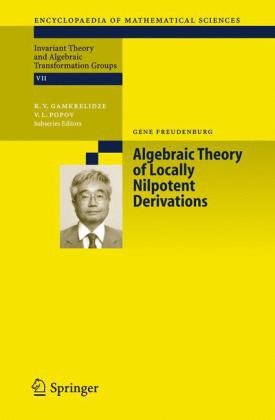 ENCYCLOPAEDIA OF MATHEMATICAL SCIENCES
Invariant Theory
and Algebraic
Transformation Groups
VII
R. V. GAMKRELIDZE
V. L. POPOV
Subseries Editors
GENE FREUDENBURG
Algebraic Theory
of Locally
Nilpotent
Derivations
Springer